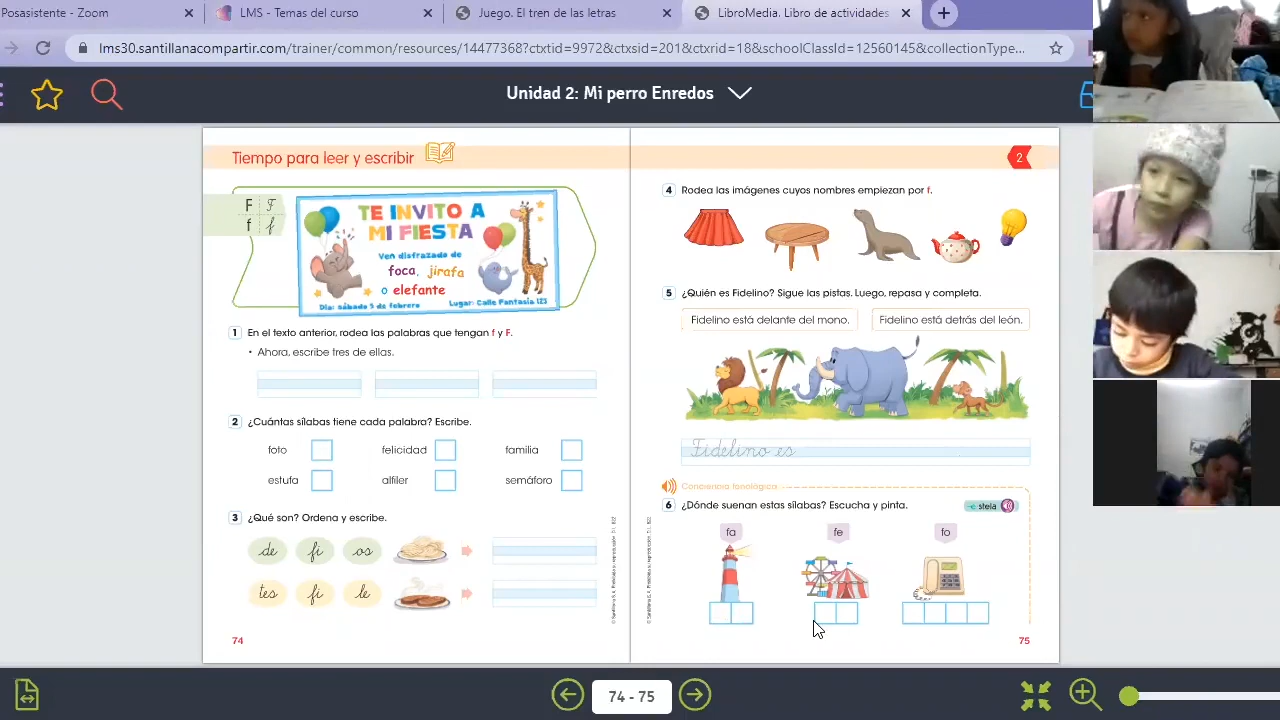 Posasistente - Zoom
LMS - Temas del curso
Juego. El tren de las letras
LibroMedia. Libro de actividades
lms30.santillanacompartir.com/trainer/common/resources/14477368?ctxtid=9972&ctxsid=201&ctxrid=18&schoolClassId=12560145&collectionType...
Unidad 2: Mi perro Enredos
Tiempo para leer y escribir
F F
f f
TE INVITO A
MI FIESTA
Ven disfrazado de
foca, jirafa
o elefante
Día: sábado 5 de febrero Lugar: Calle Fantasía 123
1 En el texto anterior, rodea las palabras que tengan f y F.
• Ahora, escribe tres de ellas.
2 ¿Cuántas sílabas tiene cada palabra? Escribe.
foto felicidad familia
estufa alfiler semáforo
3 ¿Qué son? Ordena y escribe.
de fi os
tes fi le
74
2
4 Rodea las imágenes cuyos nombres empiezan por f.
5 ¿Quién es Fidelino? Sigue las pistas. Luego, repasa y completa.
Fidelino está delante del mono. Fidelino está detrás del león.
Fidelino es
Conciencia fonológica
6 ¿Dónde suenan estas sílabas? Escucha y pinta.
stela
fa fe fo
75
74 - 75